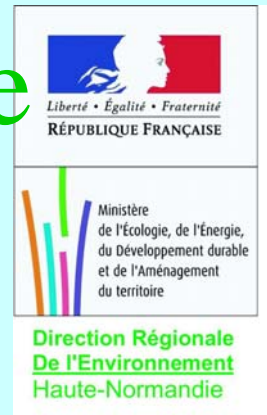 e
Liberté • Égalité • Fraternité
RÉPUBLIQUE FRANÇAISE
Ministère
de l'Écologie, de l'Énergie,
du Développement durable
et de l'Aménagement
du territoire
Direction Régionale
De l'Environnement
Haute-Normandie